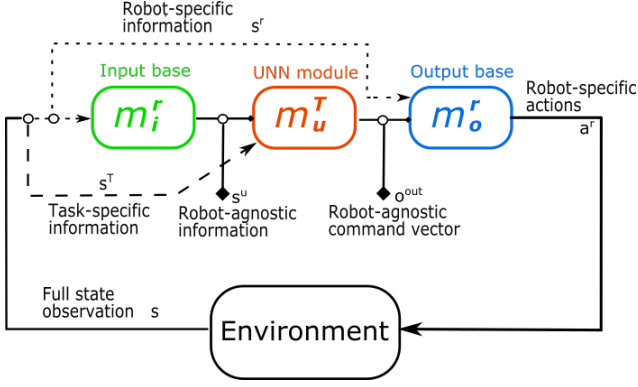 Robot-specific
information s^r
Input base
UNN module
Output base
Robot-specific
actions
a^r
m_i^r
m_u^T
m_o^r
s^T
Task-specific
information
s^u
Robot-agnostic
information
o^out
Robot-agnostic
command vector
Full state
observation s
Environment